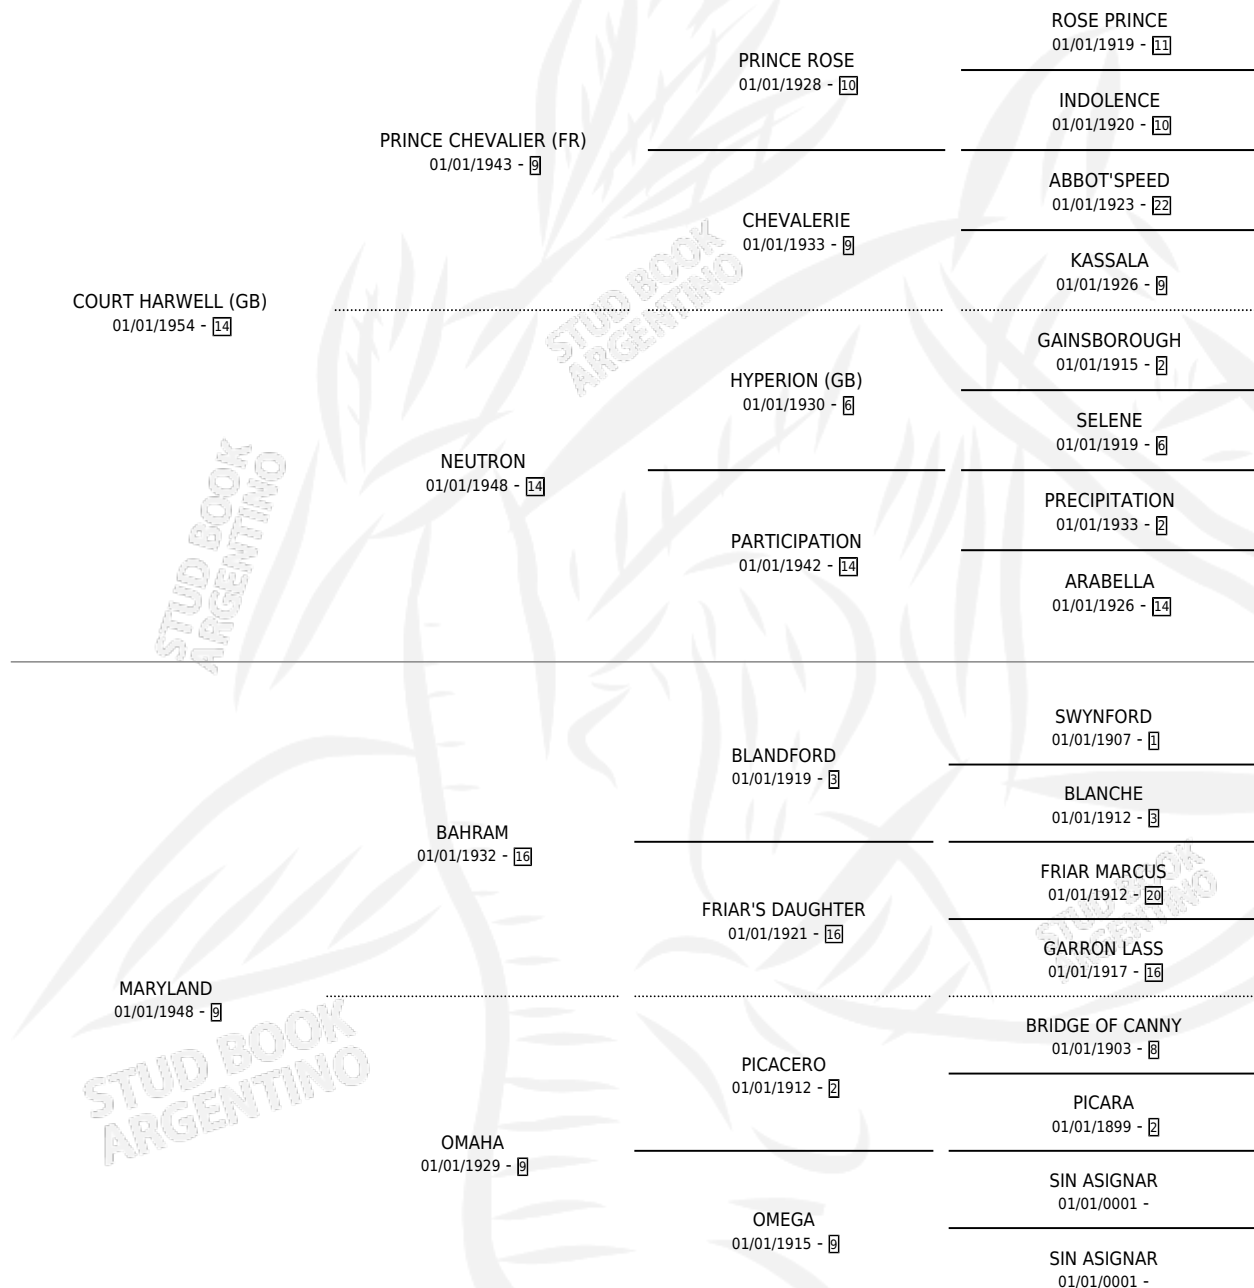 ROSE PRINCE
01/01/1919 - 11
PRINCE ROSE
01/01/1928 - 10
INDOLENCE
01/01/1920 - 10
PRINCE CHEVALIER (FR)
01/01/1943 - 9
ABBOT'SPEED
01/01/1923 - 22
CHEVALERIE
01/01/1933 - 9
KASSALA
01/01/1926 - 9
COURT HARWELL (GB)
01/01/1954 - 14
STUD BOOK
ARGENTINO
GAINSBOROUGH
01/01/1915 - 2
HYPERION (GB)
01/01/1930 - 6
SELENE
01/01/1919 - 6
NEUTRON
01/01/1948 - 14
PRECIPITATION
01/01/1933 - 2
PARTICIPATION
01/01/1942 - 14
ARABELLA
01/01/1926 - 14
STUD BOOK
ARGENTINO
SWYNFORD
01/01/1907 - 1
BLANDFORD
01/01/1919 - 3
BLANCHE
01/01/1912 - 3
BAHRAM
01/01/1932 - 16
FRIAR MARCUS
01/01/1912 - 20
FRIAR'S DAUGHTER
01/01/1921 - 16
STUD BOOK
ARGENTINO
GARRON LASS
01/01/1917 - 16
MARYLAND
01/01/1948 - 9
BRIDGE OF CANNY
01/01/1903 - 8
PICACERO
01/01/1912 - 2
STUD BOOK
ARGENTINO
PICARA
01/01/1899 - 2
OMAHA
01/01/1929 - 9
SIN ASIGNAR
01/01/0001 -
OMEGA
01/01/1915 - 9
SIN ASIGNAR
01/01/0001 -